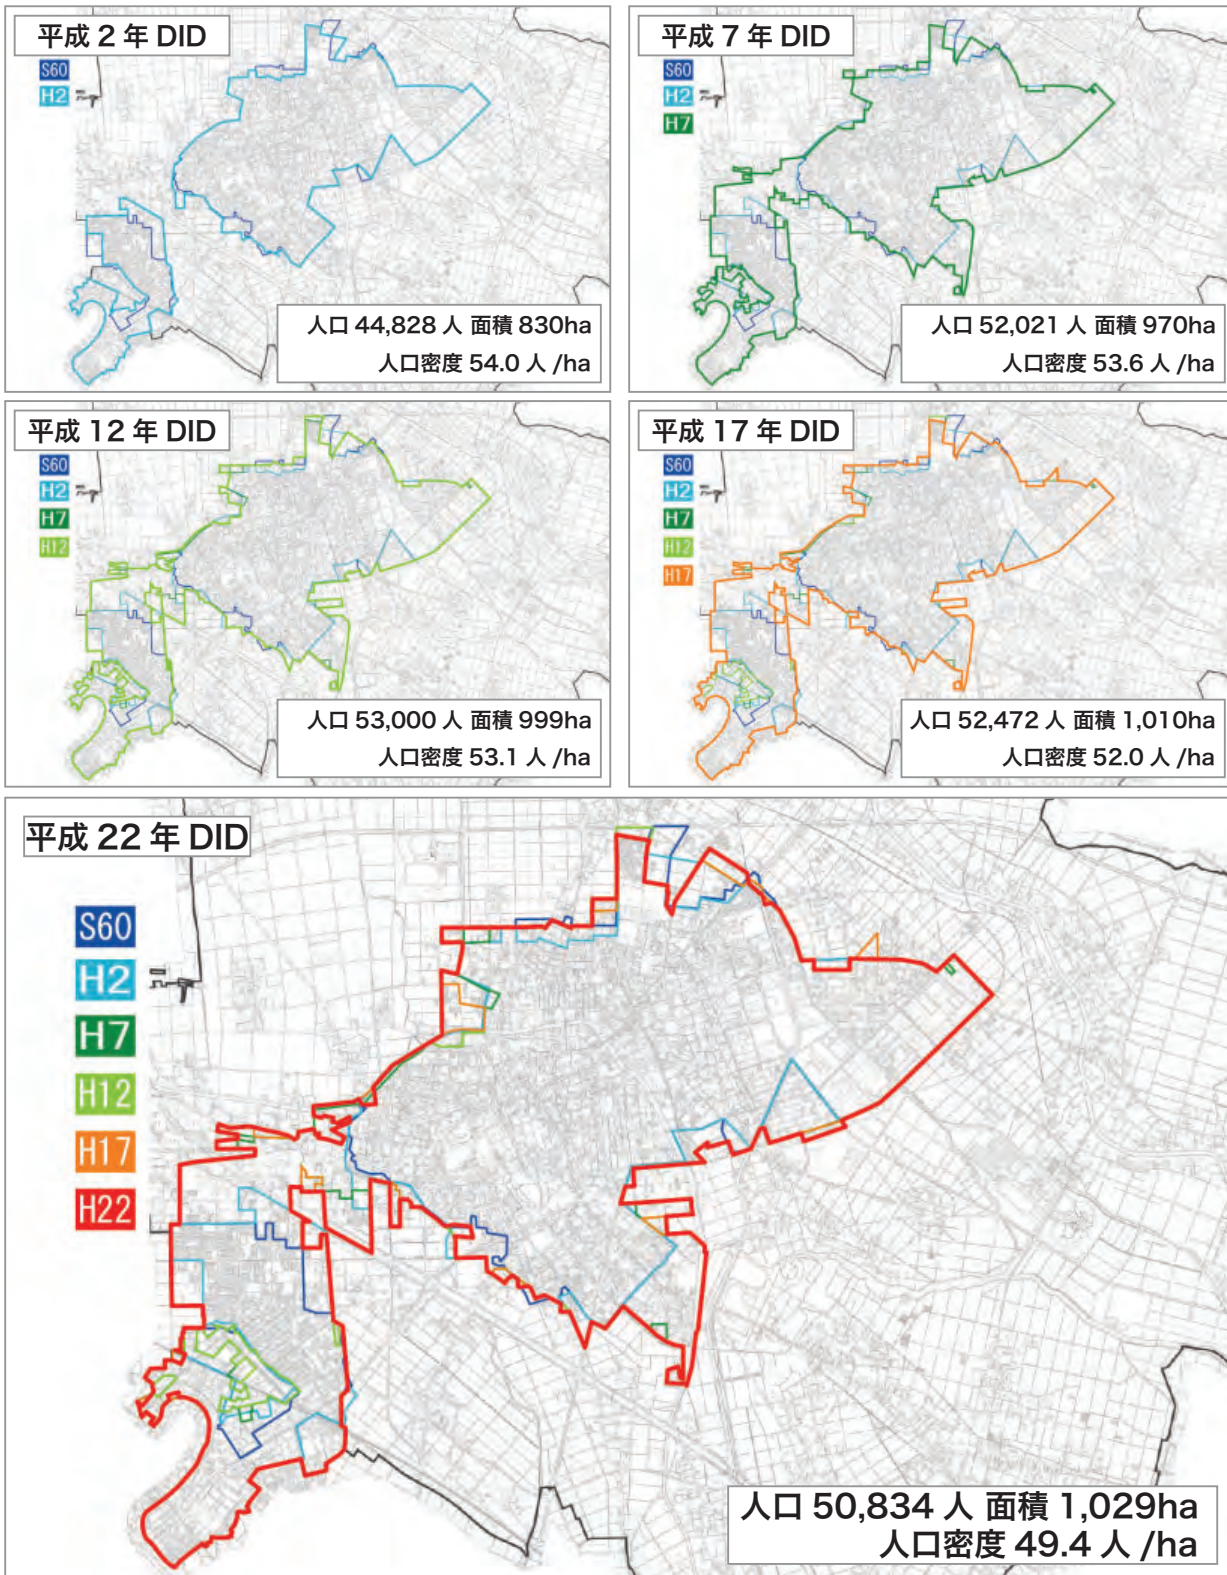 平成 2 年 DID
S60
H2
人口 44,828 人 面積 830ha
人口密度 54.0 人 /ha
平成 7 年 DID
S60
H2
H7
人口 52,021 人 面積 970ha
人口密度 53.6 人 /ha
平成 12 年 DID
S60
H2
H7
H12
人口 53,000 人 面積 999ha
人口密度 53.1 人 /ha
平成 17 年 DID
S60
H2
H7
H12
H17
人口 52,472 人 面積 1,010ha
人口密度 52.0 人 /ha
平成 22 年 DID
S60
H2
H7
H12
H17
H22
人口 50,834 人 面積 1,029ha
人口密度 49.4 人 /ha